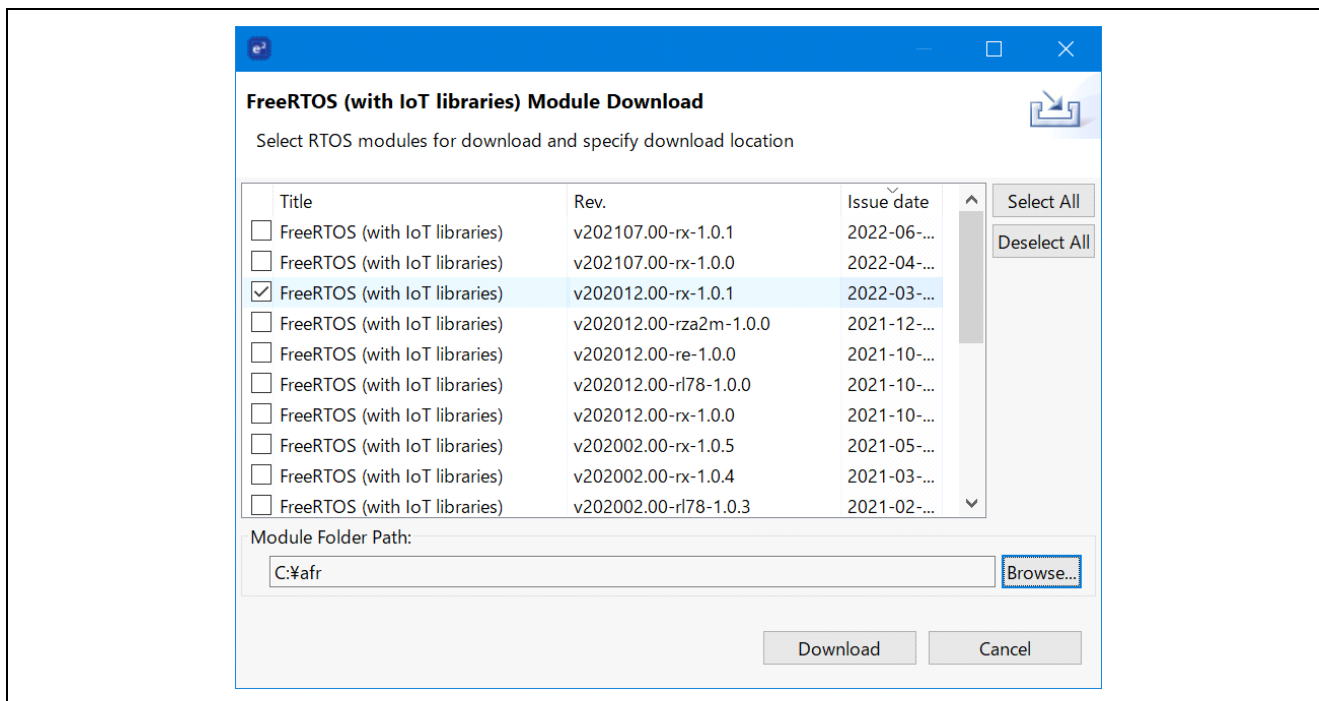 e²
FreeRTOS (with IoT libraries) Module Download
Select RTOS modules for download and specify download location
Title Rev. Issue date Select All
FreeRTOS (with IoT libraries) v202107.00-rx-1.0.1 2022-06-... Deselect All
FreeRTOS (with IoT libraries) v202107.00-rx-1.0.0 2022-04-...
FreeRTOS (with IoT libraries) v202012.00-rx-1.0.1 2022-03-...
FreeRTOS (with IoT libraries) v202012.00-rza2m-1.0.0 2021-12-...
FreeRTOS (with IoT libraries) v202012.00-re-1.0.0 2021-10-...
FreeRTOS (with IoT libraries) v202012.00-rl78-1.0.0 2021-10-...
FreeRTOS (with IoT libraries) v202012.00-rx-1.0.0 2021-10-...
FreeRTOS (with IoT libraries) v202002.00-rx-1.0.5 2021-05-...
FreeRTOS (with IoT libraries) v202002.00-rx-1.0.4 2021-03-...
FreeRTOS (with IoT libraries) v202002.00-rl78-1.0.3 2021-02-...
Module Folder Path:
C:¥afr Browse...
Download Cancel